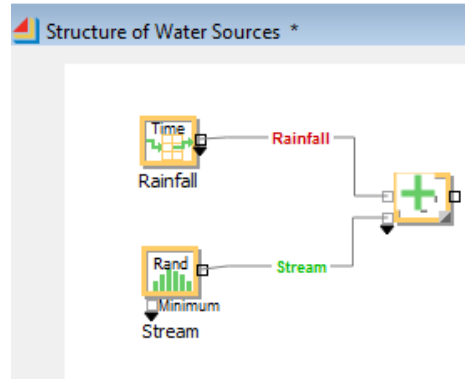 Structure of Water Sources *
Time
Rainfall
Rainfall
Rand
Stream
Minimum
Stream